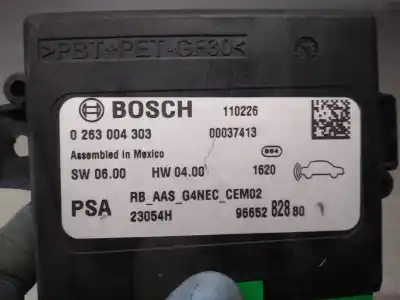 >PBT+PET-GF30<
BOSCH 110226
0 263 004 303 00037413
Assembled in Mexico 564
SW 06.00 HW 04.00 1620
RB_AAS_G4NEC_CEM02
PSA 23054H 96652 828 80